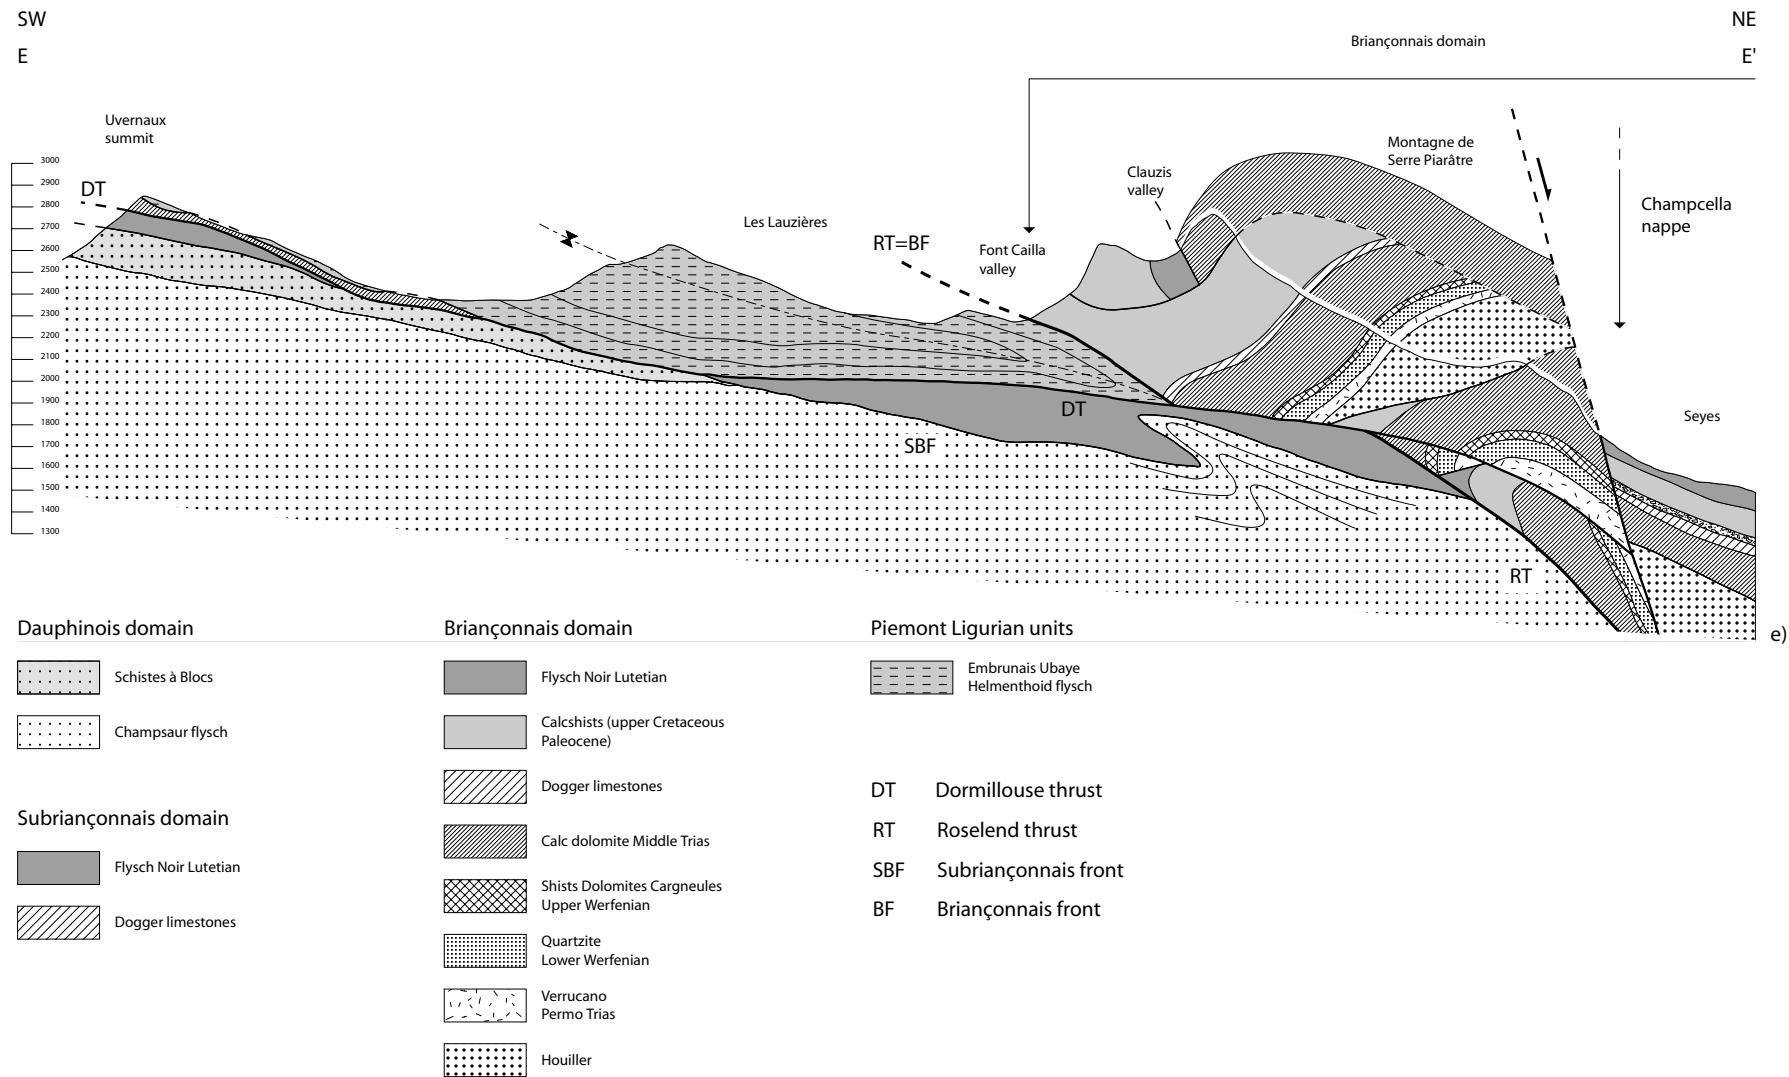 SW
NE
E
E'
Briançonnais domain
Uvernaux
summit
Montagne de
Serre Piarâtre
Clauzis
valley
Champcella
nappe
Les Lauzières
RT=BF
Font Cailla
valley
DT
3000
2900
2800
2700
2600
2500
2400
2300
2200
2100
2000
1900
1800
1700
1600
1500
1400
1300
DT
SBF
Seyes
RT
e)
Dauphinois domain
Schistes à Blocs
Champsaur flysch
Subriançonnais domain
Flysch Noir Lutetian
Dogger limestones
Briançonnais domain
Flysch Noir Lutetian
Calcshists (upper Cretaceous
Paleocene)
Dogger limestones
Calc dolomite Middle Trias
Shists Dolomites Cargneules
Upper Werfenian
Quartzite
Lower Werfenian
Verrucano
Permo Trias
Houiller
Piemont Ligurian units
Embrunais Ubaye
Helmenthoid flysch
DT Dormillouse thrust
RT Roselend thrust
SBF Subriançonnais front
BF Briançonnais front